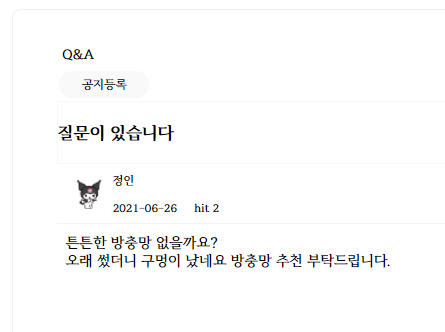 Q&A
공지등록
질문이 있습니다
정인
2021-06-26 hit 2
튼튼한 방충망 없을까요?
오래 썼더니 구멍이 났네요 방충망 추천 부탁드립니다.